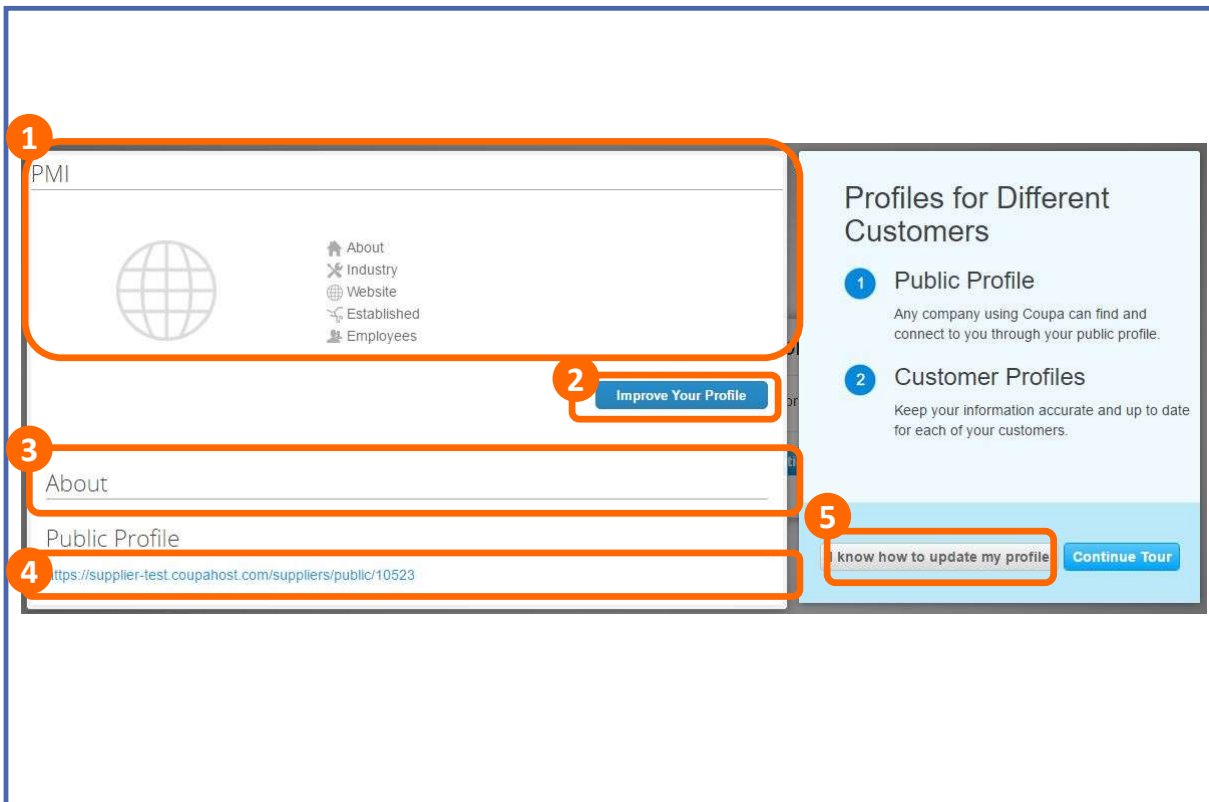 1
PMI
About
Industry
Website
Established
Employees
2
Improve Your Profile
3
About
Public Profile
4
https://supplier-test.coupahost.com/suppliers/public/10523
Profiles for Different
Customers
1 Public Profile
Any company using Coupa can find and
connect to you through your public profile.
2 Customer Profiles
Keep your information accurate and up to date
for each of your customers.
5
I know how to update my profile
Continue Tour